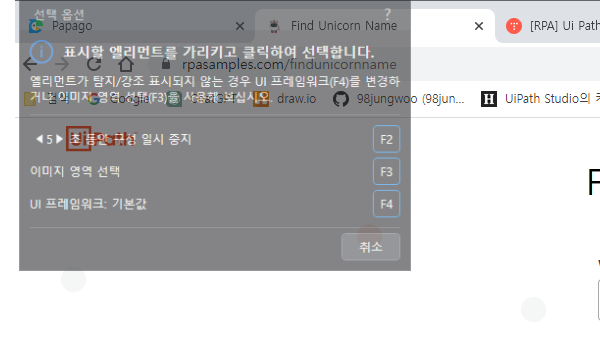 Papago
Find Unicorn Name
[RPA] Ui Path
선택 옵션
?
표시할 엘리먼트를 가리키고 클릭하여 선택합니다.
rpasamples.com/findunicornname
엘리먼트가 탐지/강조 표시되지 않는 경우 UI 프레임워크(F4)를 변경하
거나 이미지 영역 선택(F3)을 사용해 보십시오.
Google
draw.io
98jungwoo (98jun...
UiPath Studio의 커
5 초 동안 구성 일시 중지
F2
이미지 영역 선택
F3
UI 프레임워크: 기본값
F4
취소
F